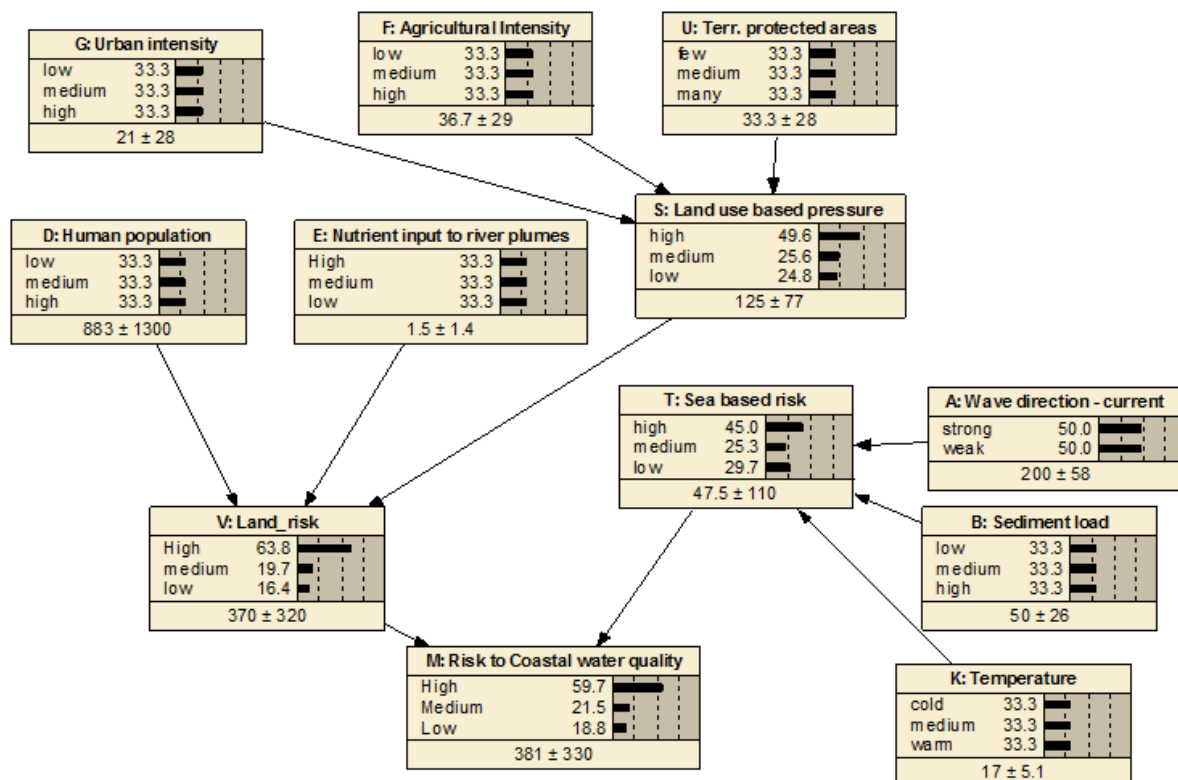 G: Urban intensity
low 33.3
medium 33.3
high 33.3
21 ± 28
F: Agricultural Intensity
low 33.3
medium 33.3
high 33.3
36.7 ± 29
U: Terr. protected areas
few 33.3
medium 33.3
many 33.3
33.3 ± 28
D: Human population
low 33.3
medium 33.3
high 33.3
883 ± 1300
E: Nutrient input to river plumes
High 33.3
medium 33.3
low 33.3
1.5 ± 1.4
S: Land use based pressure
high 49.6
medium 25.6
low 24.8
125 ± 77
T: Sea based risk
high 45.0
medium 25.3
low 29.7
47.5 ± 110
A: Wave direction - current
strong 50.0
weak 50.0
200 ± 58
V: Land_risk
High 63.8
medium 19.7
low 16.4
370 ± 320
B: Sediment load
low 33.3
medium 33.3
high 33.3
50 ± 26
M: Risk to Coastal water quality
High 59.7
Medium 21.5
Low 18.8
381 ± 330
K: Temperature
cold 33.3
medium 33.3
warm 33.3
17 ± 5.1